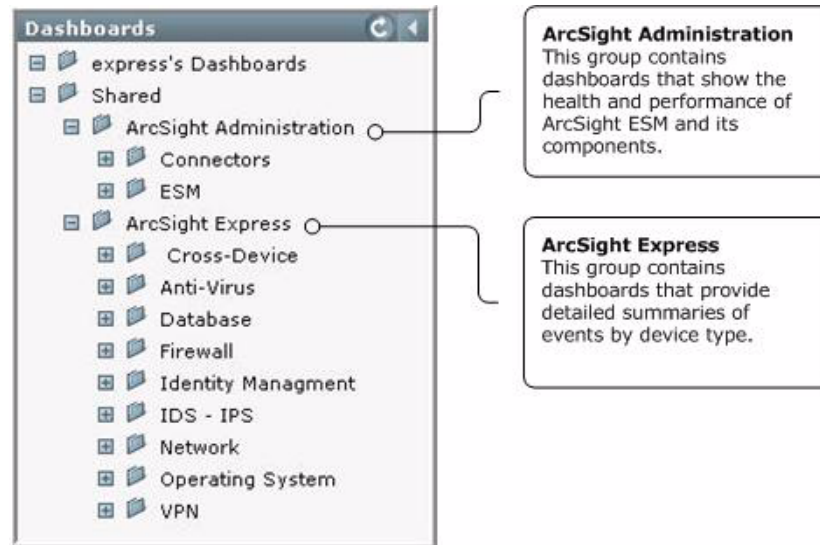 Dashboards
express's Dashboards
Shared
ArcSight Administration
Connectors
ESM
ArcSight Express
Cross-Device
Anti-Virus
Database
Firewall
Identity Managment
IDS - IPS
Network
Operating System
VPN
ArcSight Administration
This group contains
dashboards that show the
health and performance of
ArcSight ESM and its
components.
ArcSight Express
This group contains
dashboards that provide
detailed summaries of
events by device type.